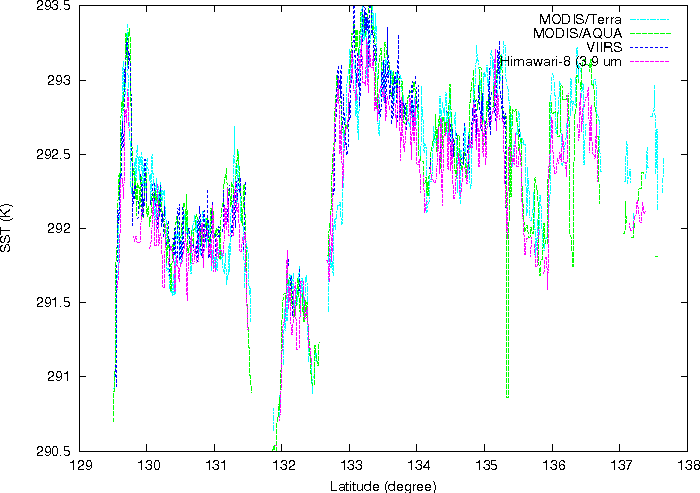 293.5
293
292.5
292
291.5
291
290.5
SST (K)
MODIS/Terra
MODIS/AQUA
VIIRS
Himawari-8 (3.9 um
129 130 131 132 133 134 135 136 137 138
Latitude (degree)